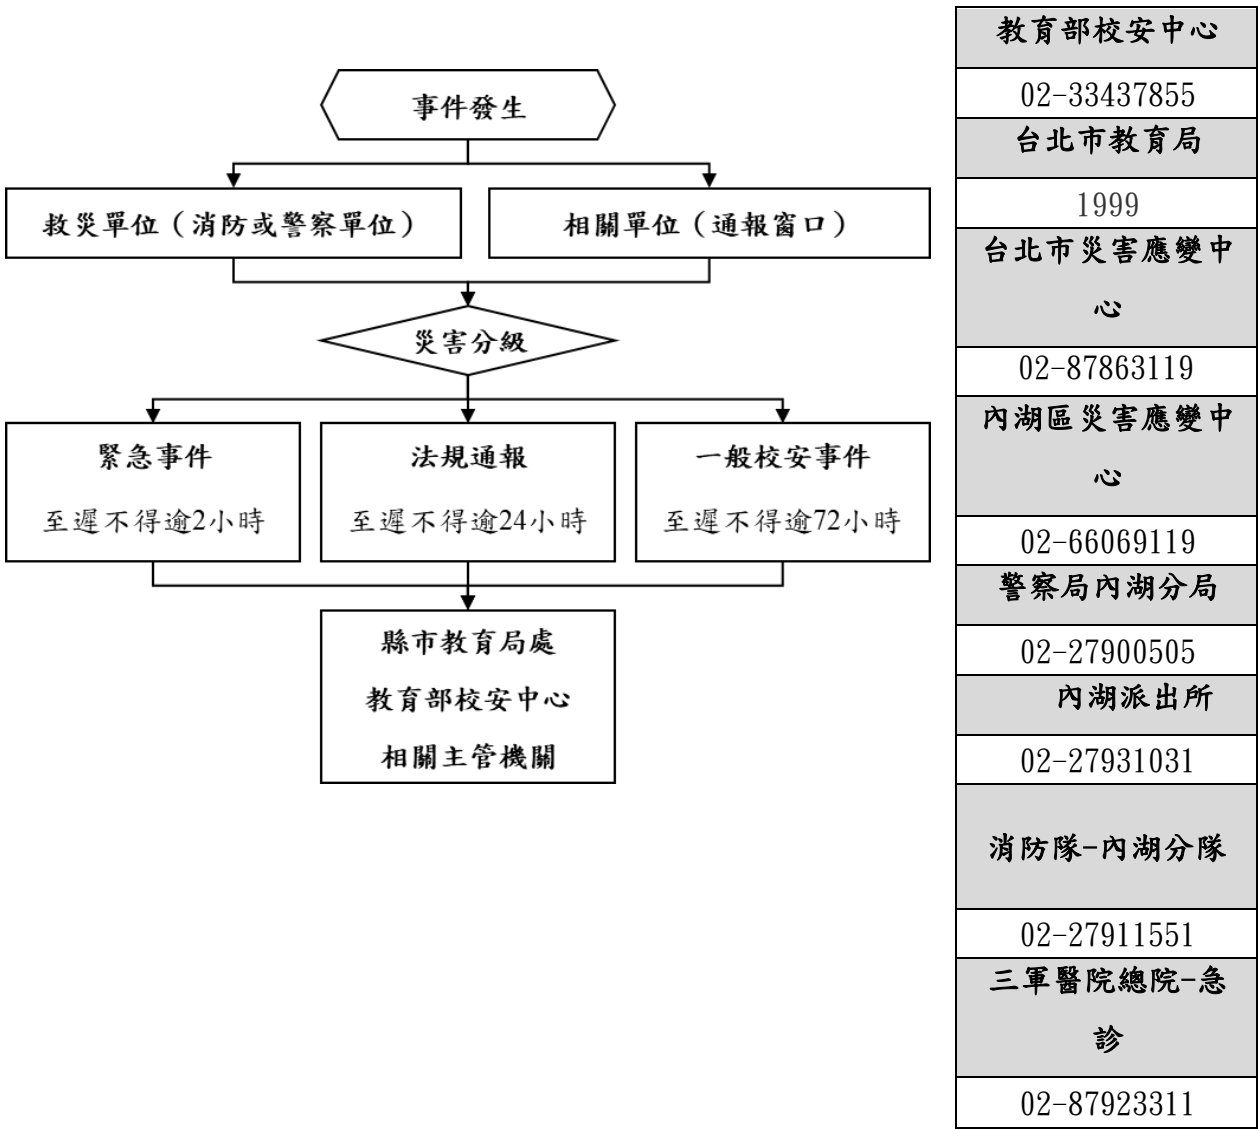 事件發生
救災單位（消防或警察單位）
相關單位（通報窗口）
災害分級
緊急事件
至遲不得逾2小時
法規通報
至遲不得逾24小時
一般校安事件
至遲不得逾72小時
縣市教育局處
教育部校安中心
相關主管機關
教育部校安中心
02-33437855
台北市教育局
1999
台北市災害應變中
心
02-87863119
內湖區災害應變中
心
02-66069119
警察局內湖分局
02-27900505
內湖派出所
02-27931031
消防隊-內湖分隊
02-27911551
三軍醫院總院-急
診
02-87923311